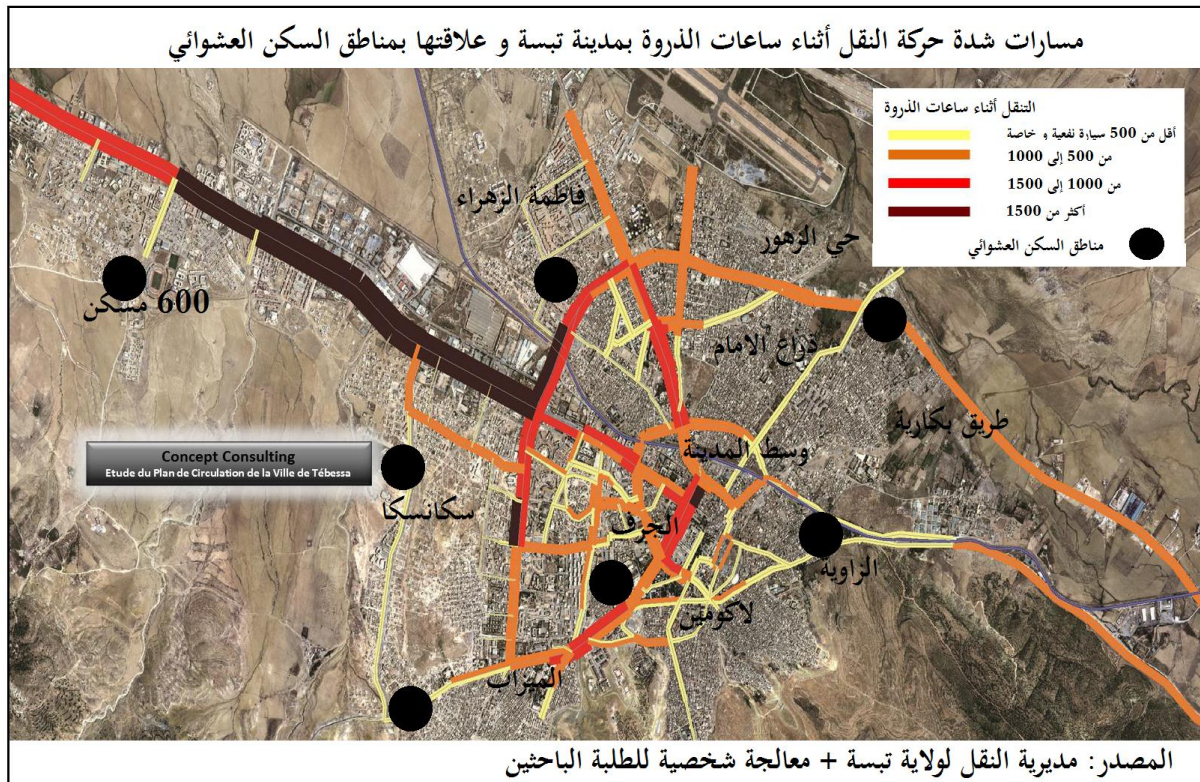 مسارات شدة حركة النقل أثناء ساعات الذروة بمدينة تبسة و علاقتها بمناطق السكن العشوائي
التنقل أثناء ساعات الذروة
أقل من 500 سيارة نفعية و خاصة
من 500 إلى 1000
من 1000 إلى 1500
أكثر من 1500
مناطق السكن العشوائي
فاطمة الزهراء
حي الزهور
600 مسكن
ذراع الامام
طريق بكارية
وسط المدينة
Concept Consulting
Etude du Plan de Circulation de la Ville de Tébessa
سكانسكا
الجرف
الزاوية
لاكومين
الميزاب
المصدر: مديرية النقل لولاية تبسة + معالجة شخصية للطلبة الباحثين